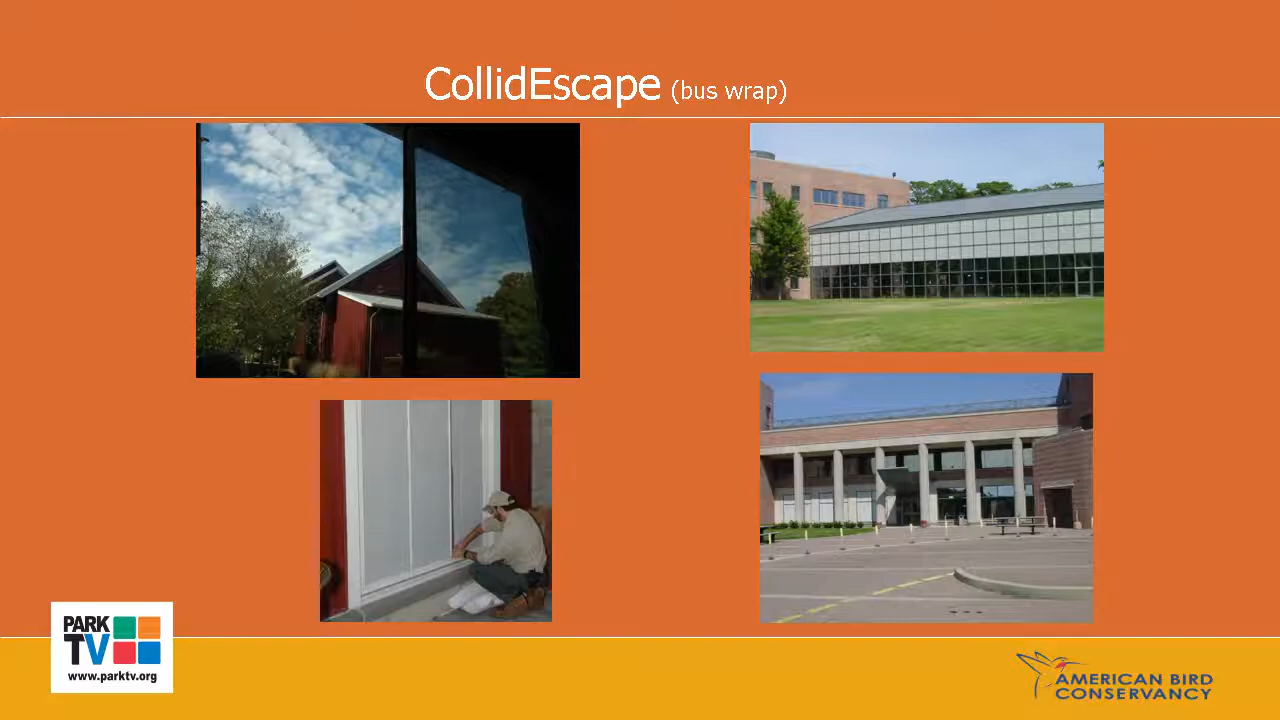 CollidEscape (bus wrap)
PARK
TV
www.parktv.org
AMERICAN BIRD
CONSERVANCY